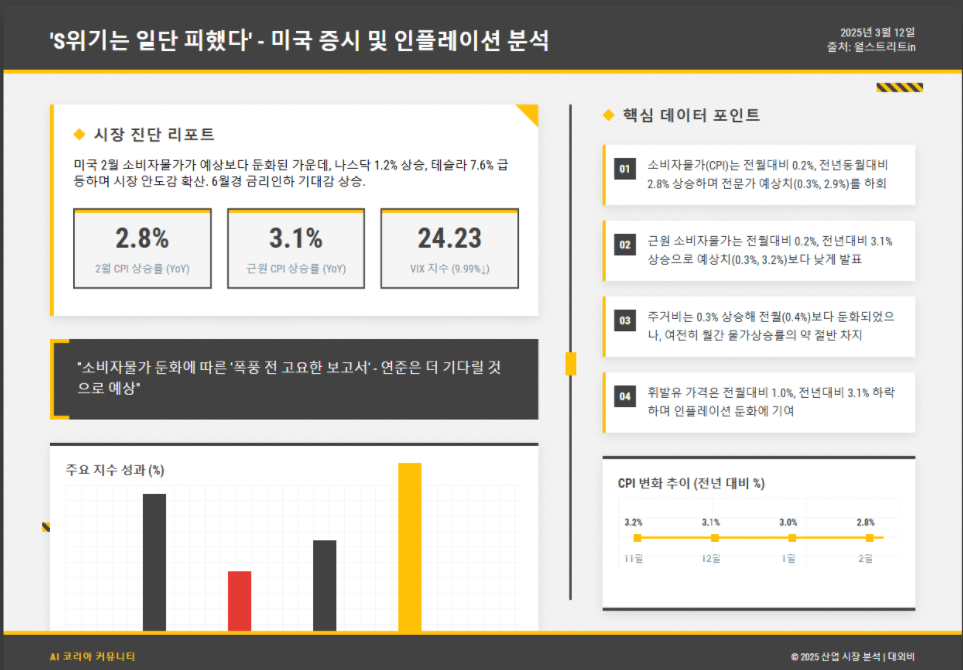 'S위기는 일단 피했다' - 미국 증시 및 인플레이션 분석
2025년 3월 12일
출처: 월스트리트in
시장 진단 리포트
미국 2월 소비자물가가 예상보다 둔화된 가운데, 나스닥 1.2% 상승, 테슬라 7.6% 급
등하며 시장 안도감 확산. 6월경 금리인하 기대감 상승.
2.8%
2월 CPI 상승률 (YoY)
3.1%
근원 CPI 상승률 (YoY)
24.23
VIX 지수 (9.99%↓)
"소비자물가 둔화에 따른 '폭풍 전 고요한 보고서' - 연준은 더 기다릴 것
으로 예상"
주요 지수 성과 (%)
핵심 데이터 포인트
01
소비자물가(CPI)는 전월대비 0.2%, 전년동월대비
2.8% 상승하며 전문가 예상치(0.3%, 2.9%)를 하회
02
근원 소비자물가는 전월대비 0.2%, 전년대비 3.1%
상승으로 예상치(0.3%, 3.2%)보다 낮게 발표
03
주거비는 0.3% 상승해 전월(0.4%)보다 둔화되었으
나, 여전히 월간 물가상승률의 약 절반 차지
04
휘발유 가격은 전월대비 1.0%, 전년대비 3.1% 하락
하며 인플레이션 둔화에 기여
CPI 변화 추이 (전년 대비 %)
3.2% 3.1% 3.0% 2.8%
11월 12월 1월 2월
AI 코리아 커뮤니티
© 2025 산업 시장 분석 | 대외비